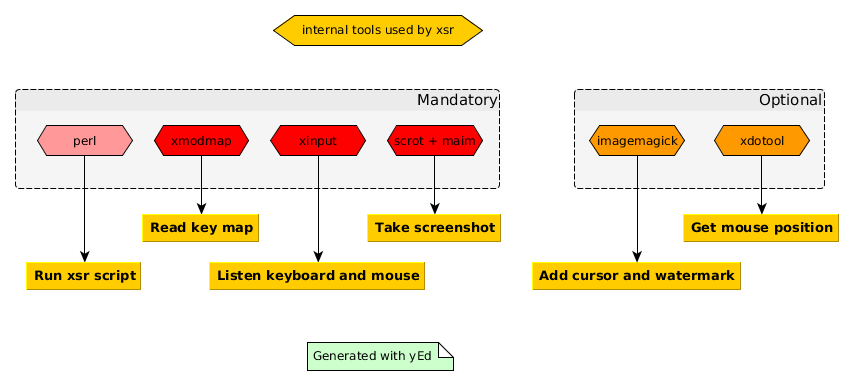 internal tools used by xsr
Mandatory
Optional
perl
xmodmap
xinput
scrot + maim
imagemagick
xdotool
Read key map
Take screenshot
Get mouse position
Run xsr script
Listen keyboard and mouse
Add cursor and watermark
Generated with yEd